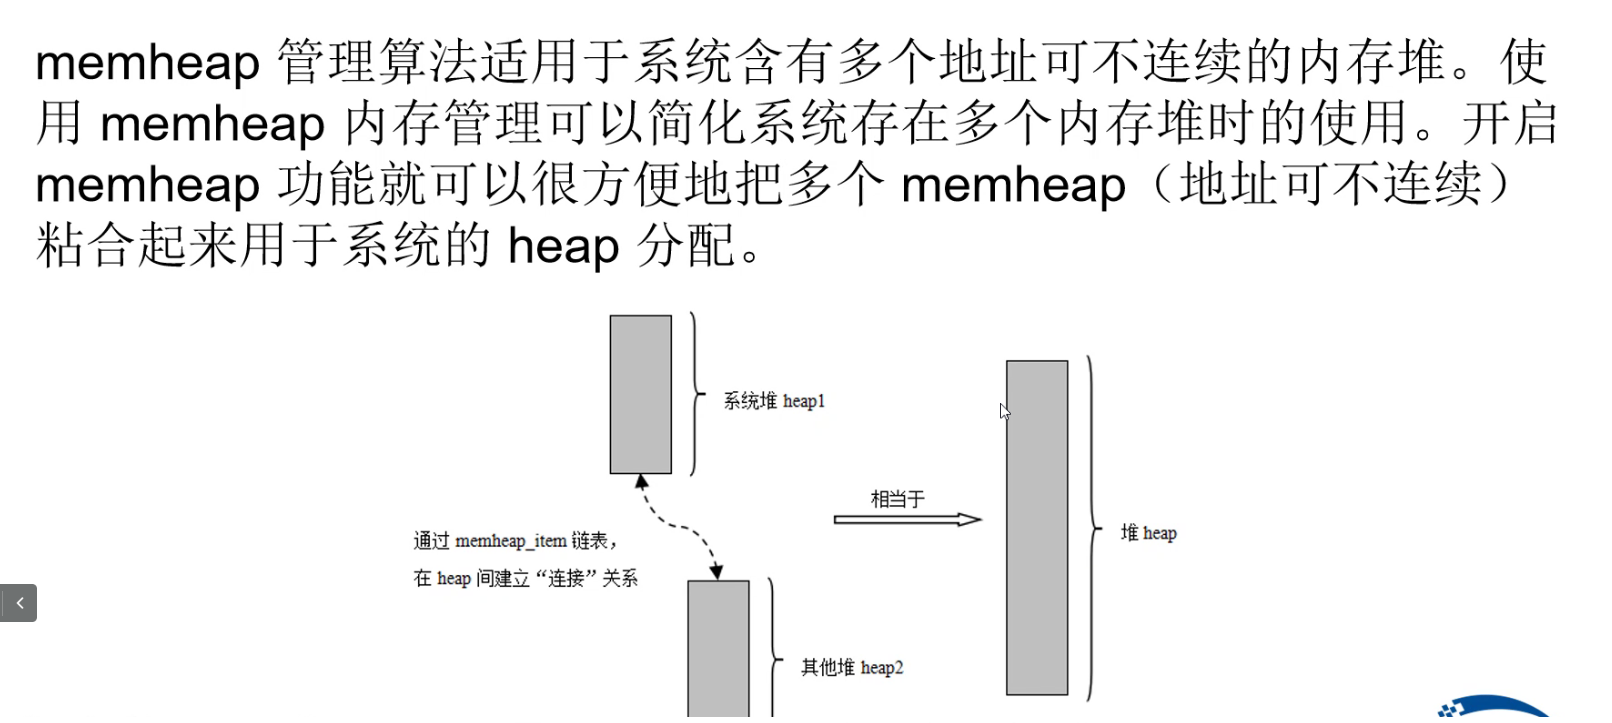 memheap 管理算法适用于系统含有多个地址可不连续的内存堆。使
用 memheap 内存管理可以简化系统存在多个内存堆时的使用。开启
memheap 功能就可以很方便地把多个 memheap（地址可不连续）
粘合起来用于系统的 heap 分配。
系统堆 heap1
相当于
堆 heap
通过 memheap_item 链表，
在 heap 间建立“连接”关系
其他堆 heap2